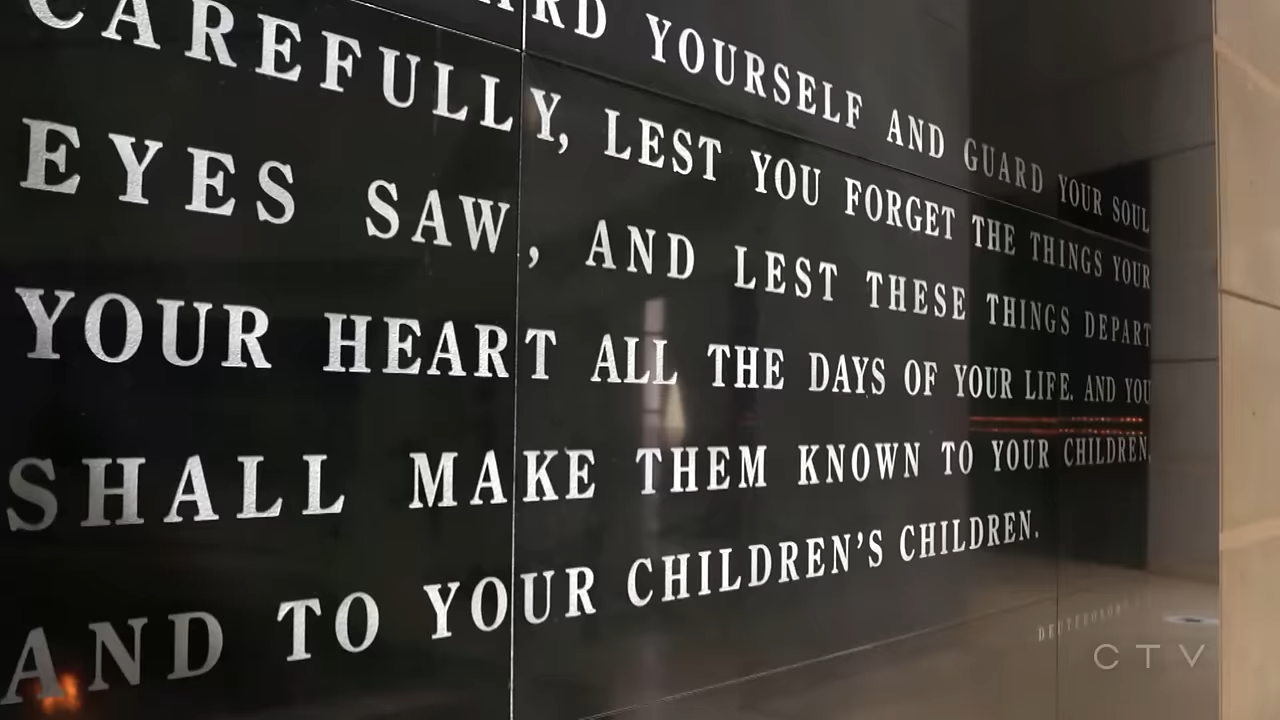 YOURSELF AND GUARD YOUR SOUL
CAREFULLY, LEST YOU FORGET THE THINGS YOUR
EYES SAW, AND LEST THESE THINGS DEPART
YOUR HEART ALL THE DAYS OF YOUR LIFE. AND YOU
SHALL MAKE THEM KNOWN TO YOUR CHILDREN,
AND TO YOUR CHILDREN'S CHILDREN.
CTV